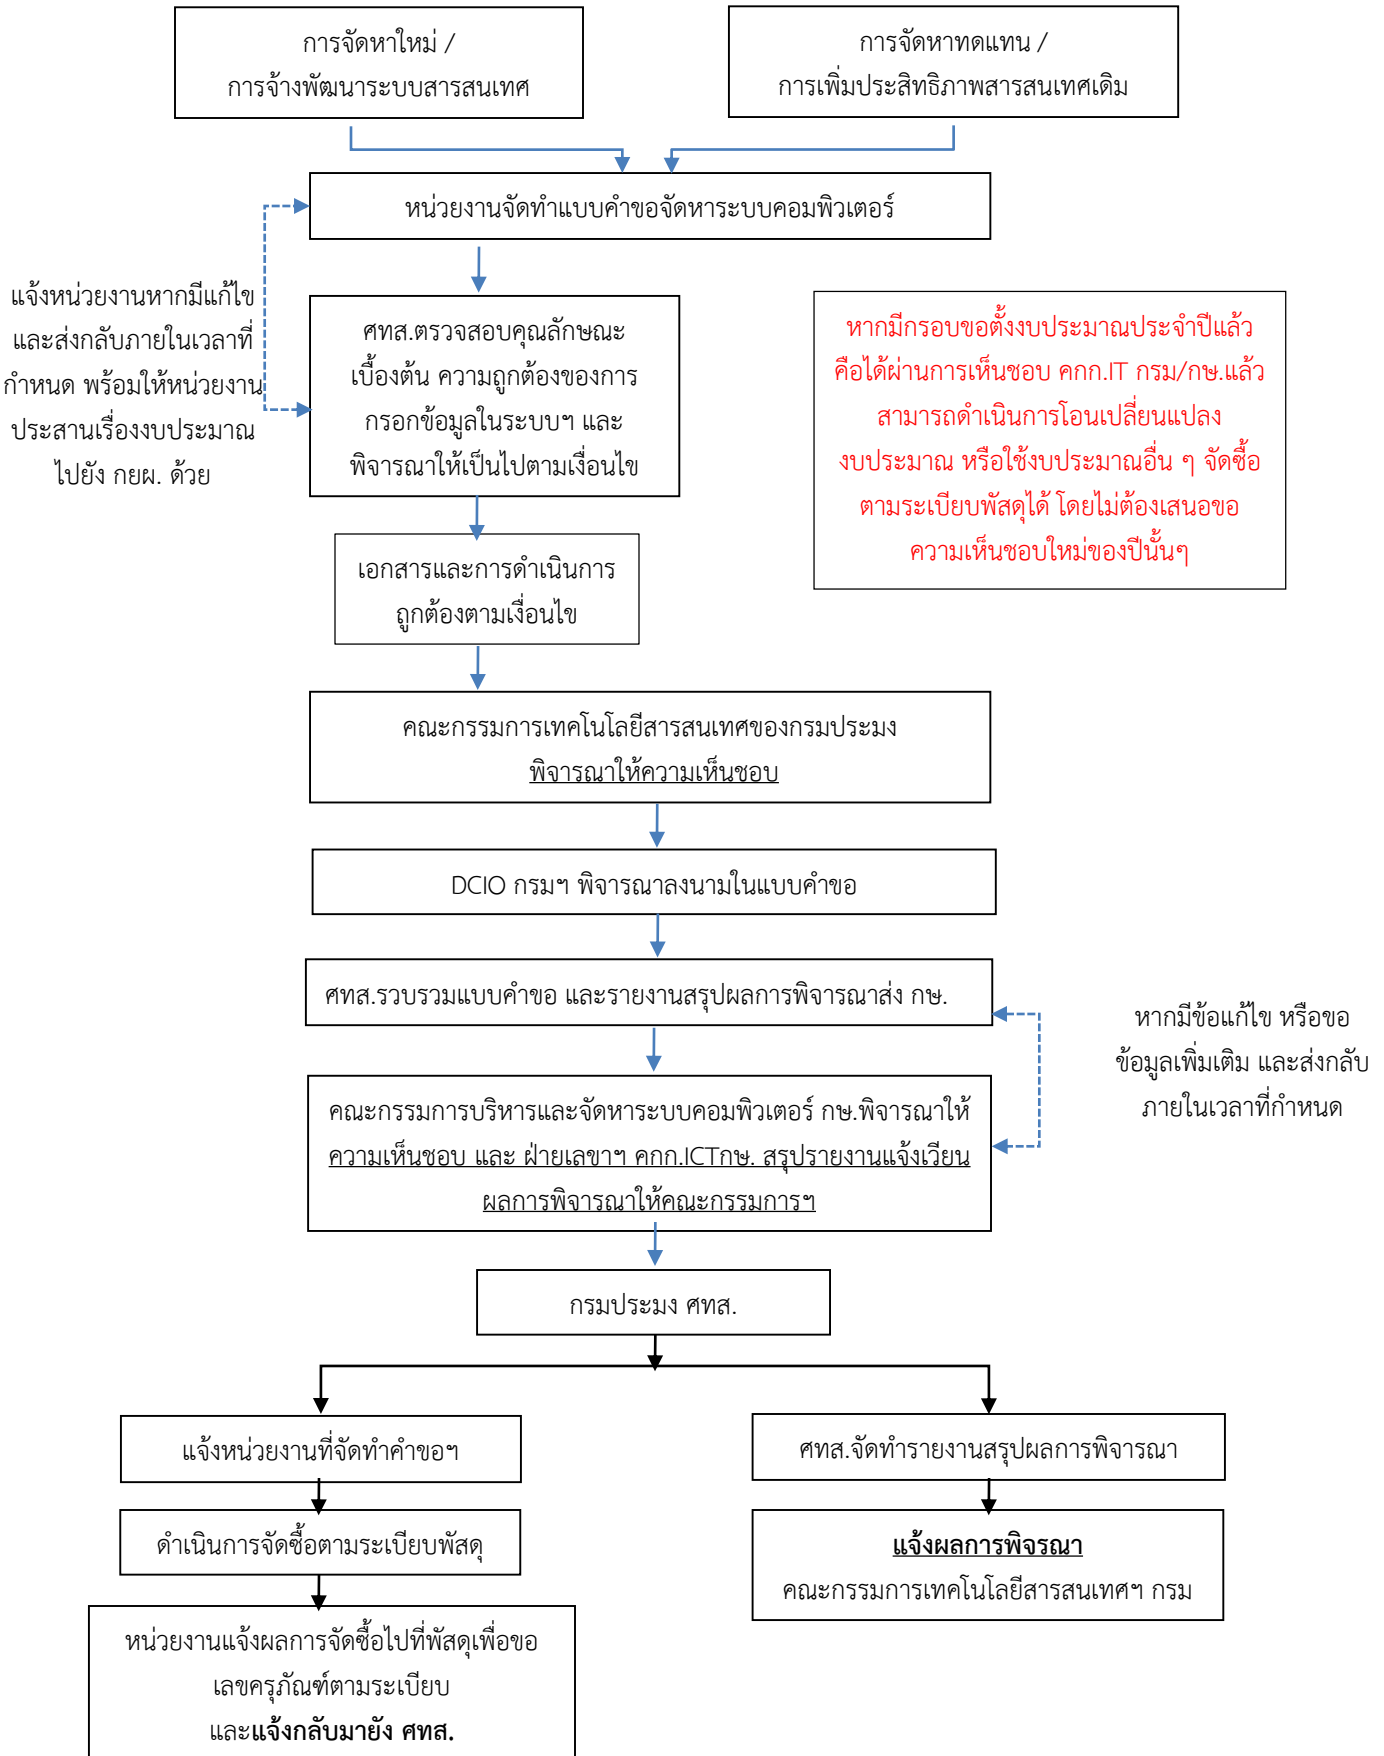 การจัดหาใหม่ /
การจ้างพัฒนาระบบสารสนเทศ
การจัดหาทดแทน /
การเพิ่มประสิทธิภาพสารสนเทศเดิม
หน่วยงานจัดทำแบบคำขอจัดหาระบบคอมพิวเตอร์
แจ้งหน่วยงานหากมีแก้ไข
และส่งกลับภายในเวลาที่
กำหนด พร้อมให้หน่วยงาน
ประสานเรื่องงบประมาณ
ไปยัง กยผ. ด้วย
ศทส.ตรวจสอบคุณลักษณะ
เบื้องต้น ความถูกต้องของการ
กรอกข้อมูลในระบบฯ และ
พิจารณาให้เป็นไปตามเงื่อนไข
หากมีกรอบขอตั้งงบประมาณประจำปีแล้ว
คือได้ผ่านการเห็นชอบ คกก.IT กรม/กษ.แล้ว
สามารถดำเนินการโอนเปลี่ยนแปลง
งบประมาณ หรือใช้งบประมาณอื่น ๆ จัดซื้อ
ตามระเบียบพัสดุได้ โดยไม่ต้องเสนอขอ
ความเห็นชอบใหม่ของปีนั้นๆ
เอกสารและการดำเนินการ
ถูกต้องตามเงื่อนไข
คณะกรรมการเทคโนโลยีสารสนเทศของกรมประมง
พิจารณาให้ความเห็นชอบ
DCIO กรมฯ พิจารณาลงนามในแบบคำขอ
ศทส.รวบรวมแบบคำขอ และรายงานสรุปผลการพิจารณาส่ง กษ.
หากมีข้อแก้ไข หรือขอ
ข้อมูลเพิ่มเติม และส่งกลับ
ภายในเวลาที่กำหนด
คณะกรรมการบริหารและจัดหาระบบคอมพิวเตอร์ กษ.พิจารณาให้
ความเห็นชอบ และ ฝ่ายเลขาฯ คกก.ICTกษ. สรุปรายงานแจ้งเวียน
ผลการพิจารณาให้คณะกรรมการฯ
กรมประมง ศทส.
แจ้งหน่วยงานที่จัดทำคำขอฯ
ดำเนินการจัดซื้อตามระเบียบพัสดุ
หน่วยงานแจ้งผลการจัดซื้อไปที่พัสดุเพื่อขอ
เลขครุภัณฑ์ตามระเบียบ
และแจ้งกลับมายัง ศทส.
ศทส.จัดทำรายงานสรุปผลการพิจารณา
แจ้งผลการพิจรณา
คณะกรรมการเทคโนโลยีสารสนเทศฯ กรม